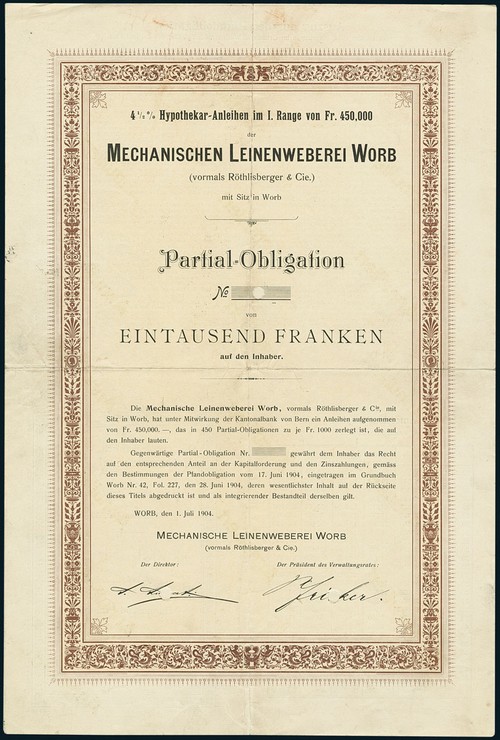 4 1/2 % Hypothekar-Anleihen im I. Range von Fr. 450,000
der
MECHANISCHEN LEINENWEBEREI WORB
(vormals Röthlisberger & Cie.)
mit Sitz in Worb
Partial-Obligation
No
von
EINTAUSEND FRANKEN
auf den Inhaber.
Die Mechanische Leinenweberei Worb, vormals Röthlisberger & Cie, mit
Sitz in Worb, hat unter Mitwirkung der Kantonalbank von Bern ein Anleihen aufgenommen
von Fr. 450,000. —, das in 450 Partial-Obligationen zu je Fr. 1000 zerlegt ist, die auf
den Inhaber lauten.
Gegenwärtige Partial-Obligation Nr. gewährt dem Inhaber das Recht
auf den entsprechenden Anteil an der Kapitalforderung und den Zinszahlungen, gemäss
den Bestimmungen der Pfandobligation vom 17. Juni 1904, eingetragen im Grundbuch
Worb Nr. 42, Fol. 227, den 28. Juni 1904, deren wesentlichster Inhalt auf der Rückseite
dieses Titels abgedruckt ist und als integrierender Bestandteil derselben gilt.
WORB, den 1. Juli 1904.
MECHANISCHE LEINENWEBEREI WORB
(vormals Röthlisberger & Cie.)
Der Direktor: Der Präsident des Verwaltungsrates: